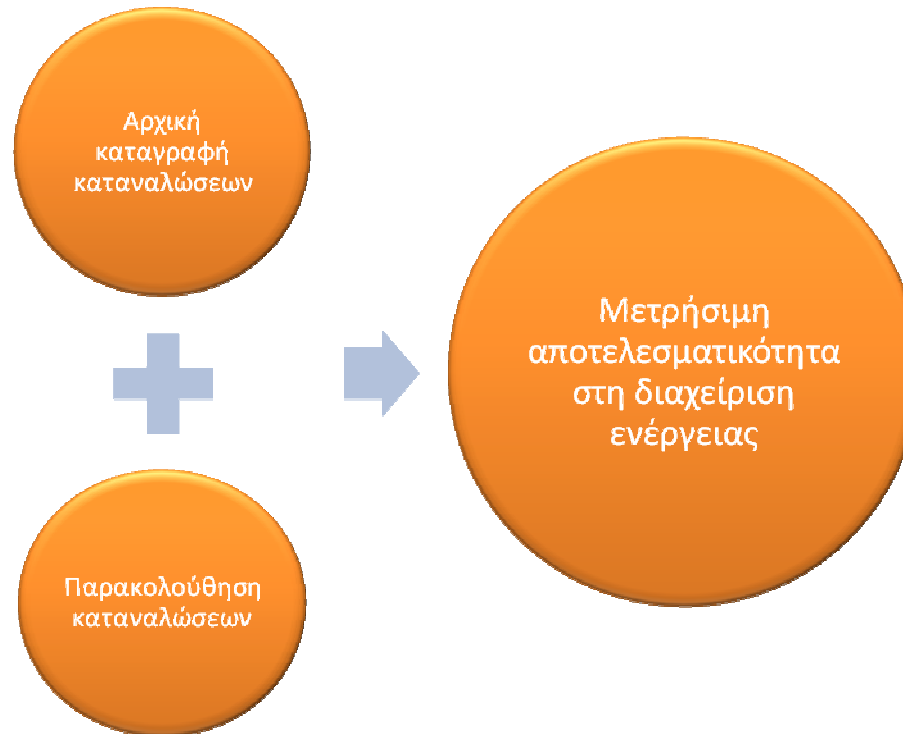 Αρχική
καταγραφή
καταναλώσεων
Παρακολούθηση
καταναλώσεων
Μετρήσιμη
αποτελεσματικότητα
στη διαχείριση
ενέργειας